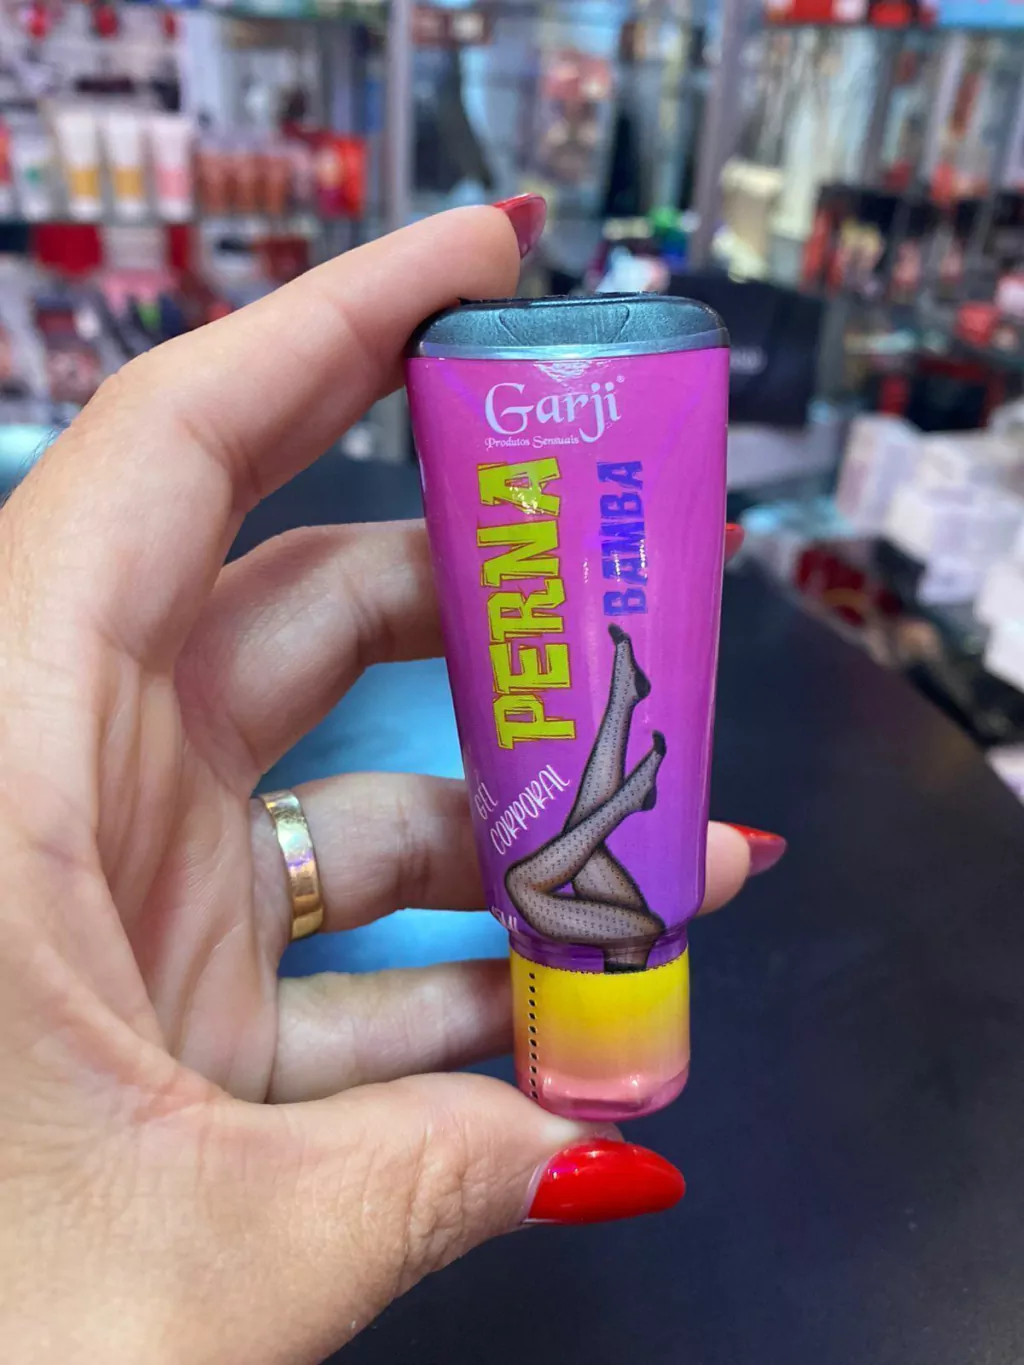 Garji
Produtos Sensuais
PERNA
BAMBA
GEL
CORPORAL